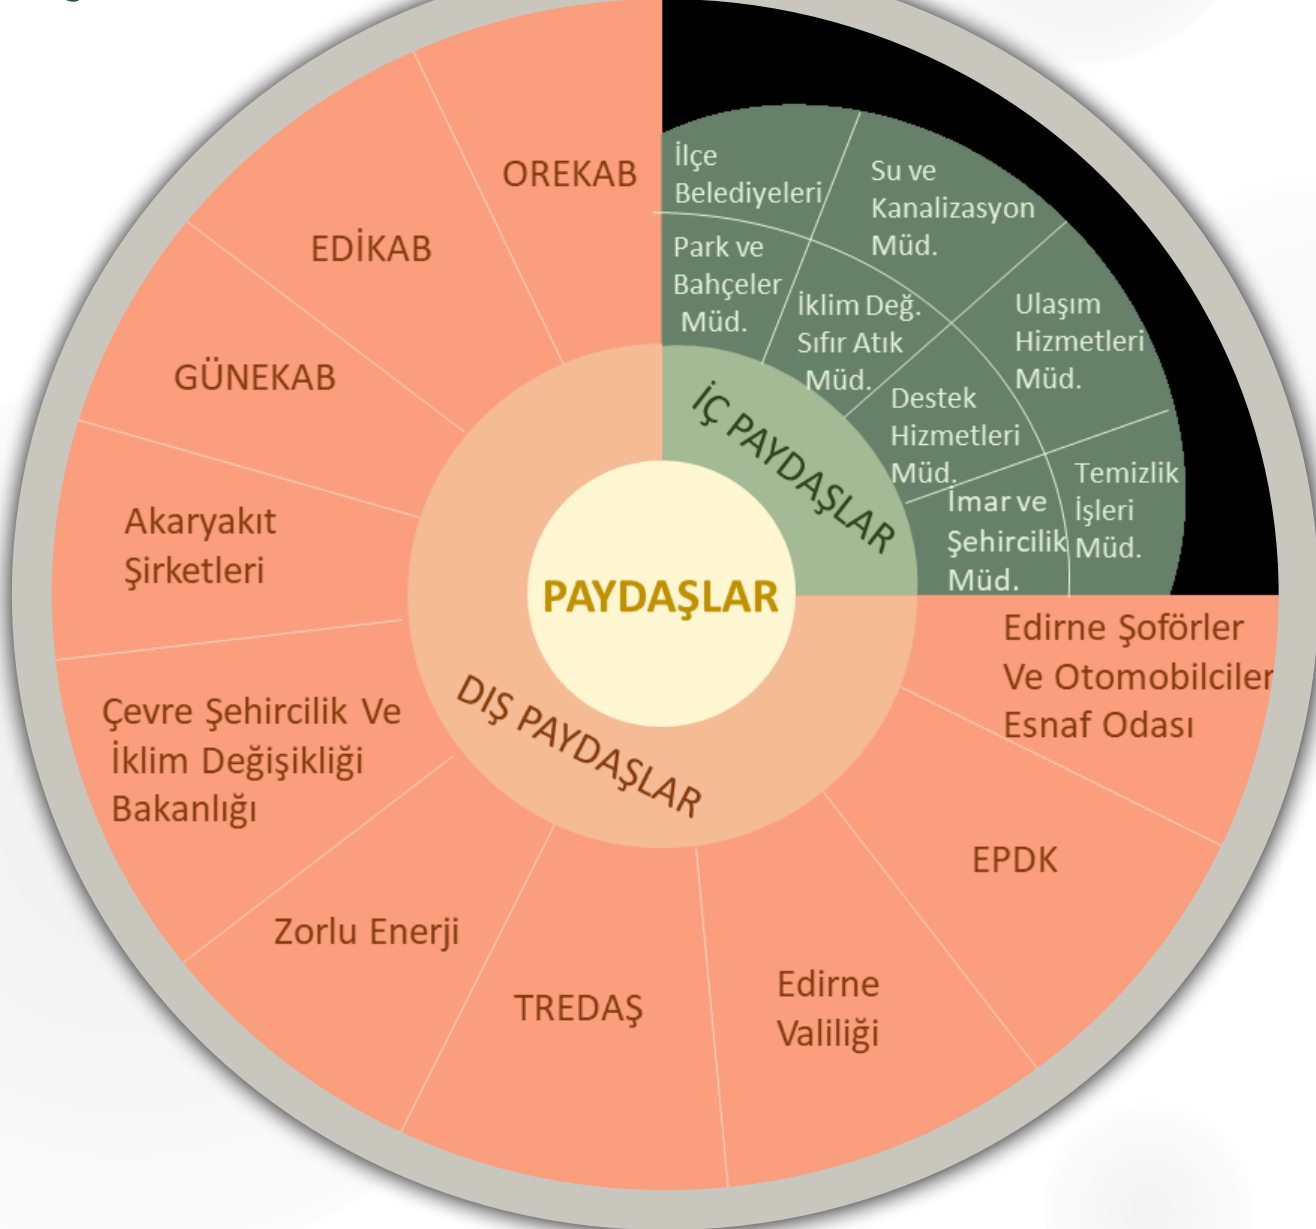 PAYDAŞLAR
İÇ PAYDAŞLAR
İlçe
Belediyeleri
Su ve
Kanalizasyon
Müd.
Park ve
Bahçeler
Müd.
İklim Değ.
Sıfır Atık
Müd.
Ulaşım
Hizmetleri
Müd.
Destek
Hizmetleri
Müd.
Temizlik
İşleri
Müd.
İmar ve
Şehircilik
Müd.
DIŞ PAYDAŞLAR
Edirne Şoförler
Ve Otomobilciler
Esnaf Odası
EPDK
Edirne
Valiliği
TREDAŞ
Zorlu Enerji
Çevre Şehircilik Ve
İklim Değişikliği
Bakanlığı
Akaryakıt
Şirketleri
GÜNEKAB
EDİKAB
OREKAB